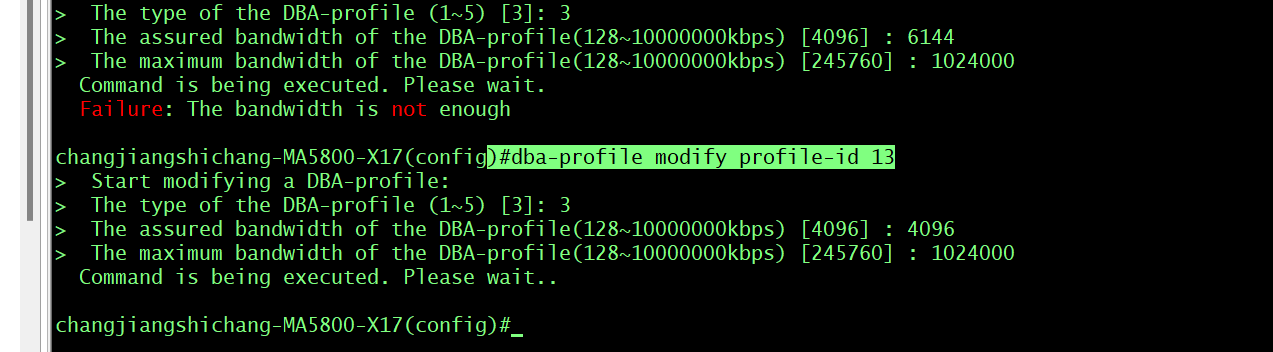 >  The type of the DBA-profile (1~5) [3]: 3
>  The assured bandwidth of the DBA-profile(128~10000000kbps) [4096] : 6144
>  The maximum bandwidth of the DBA-profile(128~10000000kbps) [245760] : 1024000
  Command is being executed. Please wait.
  Failure: The bandwidth is not enough
changjiangshichang-MA5800-X17(config)#dba-profile modify profile-id 13
>  Start modifying a DBA-profile:
>  The type of the DBA-profile (1~5) [3]: 3
>  The assured bandwidth of the DBA-profile(128~10000000kbps) [4096] : 4096
>  The maximum bandwidth of the DBA-profile(128~10000000kbps) [245760] : 1024000
  Command is being executed. Please wait..
changjiangshichang-MA5800-X17(config)#_